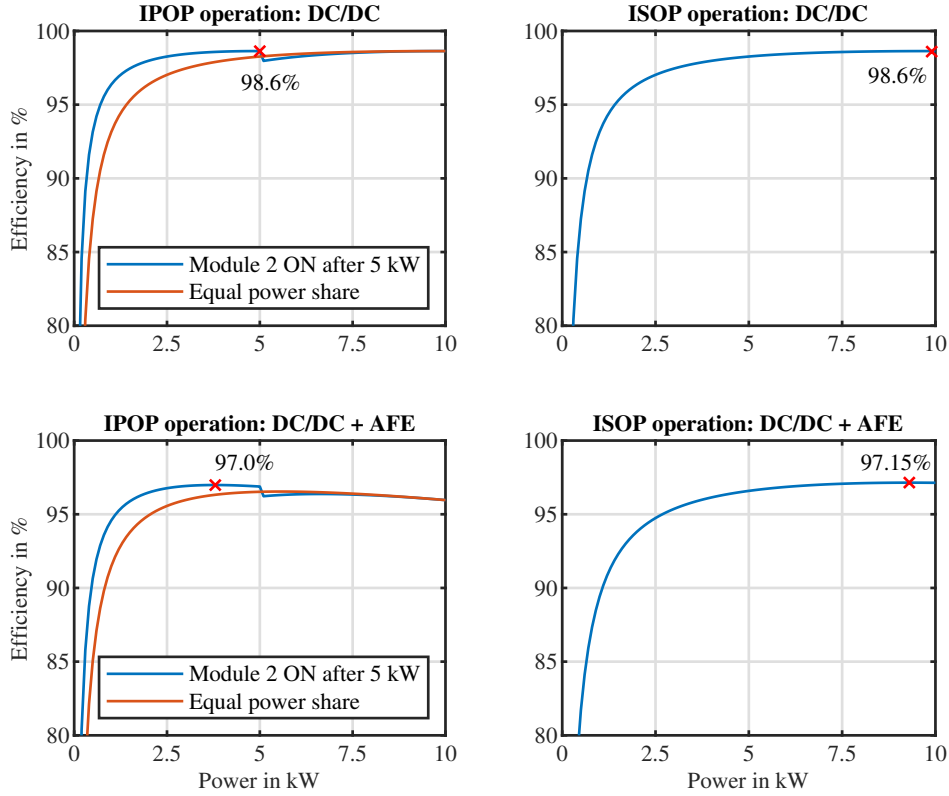 IPOP operation: DC/DC
100
95
90
85
80
Efficiency in %
98.6%
Module 2 ON after 5 kW
Equal power share
0 2.5 5 7.5 10
ISOP operation: DC/DC
100
95
90
85
80
98.6%
0 2.5 5 7.5 10
IPOP operation: DC/DC + AFE
100
95
90
85
80
Efficiency in %
97.0%
Module 2 ON after 5 kW
Equal power share
0 2.5 5 7.5 10
Power in kW
ISOP operation: DC/DC + AFE
100
95
90
85
80
97.15%
0 2.5 5 7.5 10
Power in kW